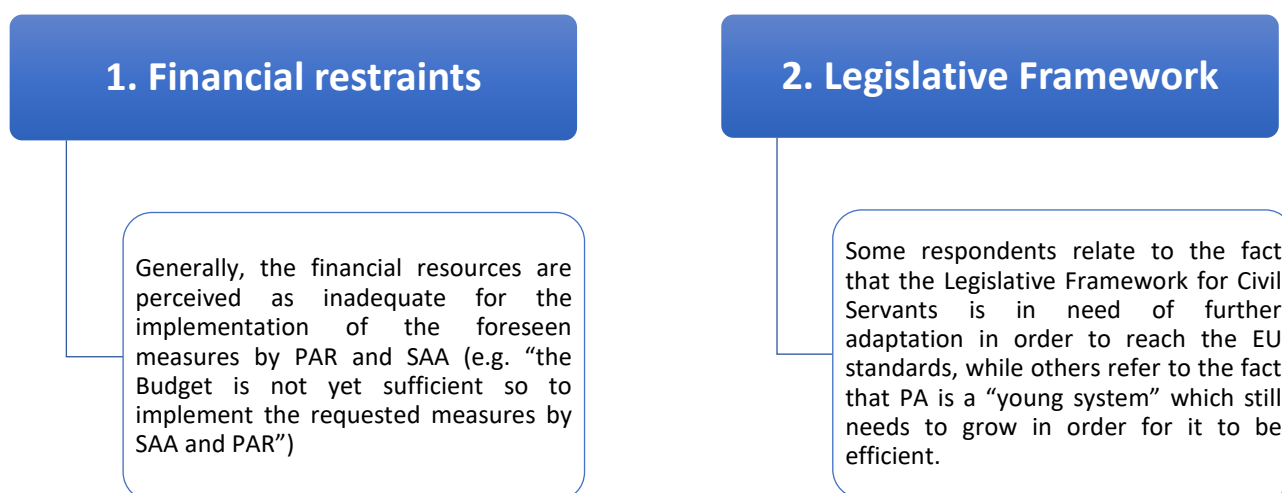 1. Financial restraints
Generally, the financial resources are
perceived as inadequate for the
implementation of the foreseen
measures by PAR and SAA (e.g. “the
Budget is not yet sufficient so to
implement the requested measures by
SAA and PAR”)
2. Legislative Framework
Some respondents relate to the fact
that the Legislative Framework for Civil
Servants is in need of further
adaptation in order to reach the EU
standards, while others refer to the fact
that PA is a “young system” which still
needs to grow in order for it to be
efficient.